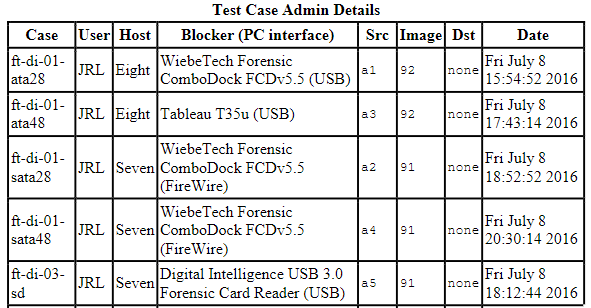 Test Case Admin Details
Case User Host Blocker (PC interface) Src Image Dst Date
ft-di-01-
ata28 JRL Eight WiebeTech Forensic
ComboDock FCDv5.5 (USB) a1 92 none Fri July 8
15:54:52 2016
ft-di-01-
ata48 JRL Eight Tableau T35u (USB) a3 92 none Fri July 8
17:43:14 2016
ft-di-01-
sata28 JRL Seven WiebeTech Forensic
ComboDock FCDv5.5
(FireWire) a2 91 none Fri July 8
18:52:52 2016
ft-di-01-
sata48 JRL Seven WiebeTech Forensic
ComboDock FCDv5.5
(FireWire) a4 91 none Fri July 8
20:30:14 2016
ft-di-03-
sd JRL Seven Digital Intelligence USB 3.0
Forensic Card Reader (USB) a5 91 none Fri July 8
18:12:44 2016